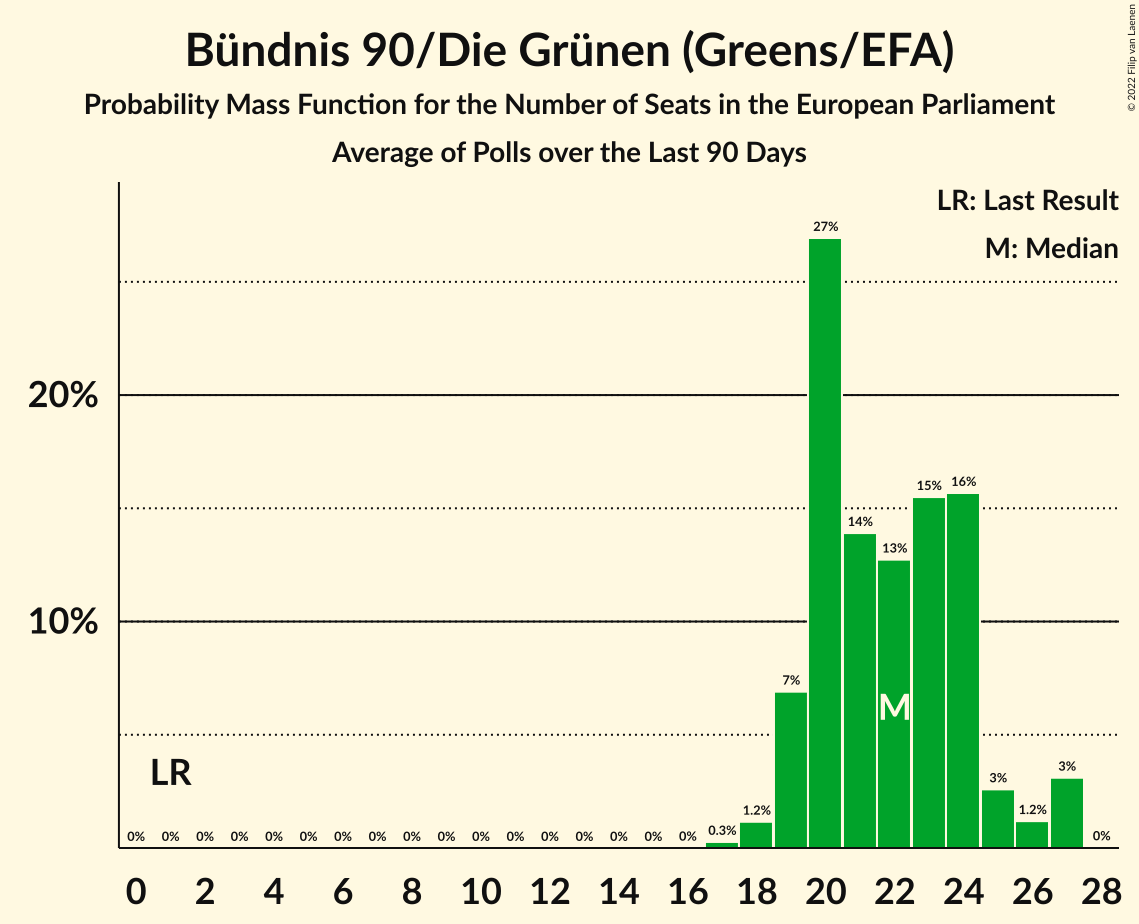 Bündnis 90/Die Grünen (Greens/EFA)
Probability Mass Function for the Number of Seats in the European Parliament
Average of Polls over the Last 90 Days
© 2022 Filip van Laenen
LR: Last Result
M: Median
27%
20%
15% 16%
14%
13%
10%
7%
M
LR
3% 3%
1.2% 1.2%
0% 0% 0% 0% 0% 0% 0% 0% 0% 0% 0% 0% 0% 0% 0% 0% 0% 0.3% 0%
0 2 4 6 8 10 12 14 16 18 20 22 24 26 28